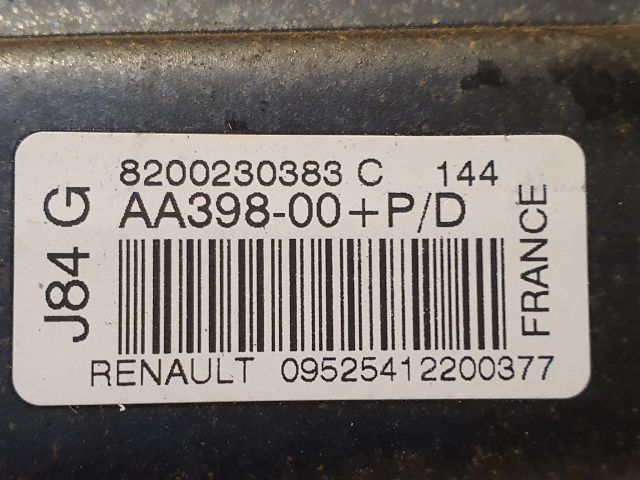 8200230383 C 144
AA398-00+P/D
J84 G
FRANCE
RENAULT 09525412200377